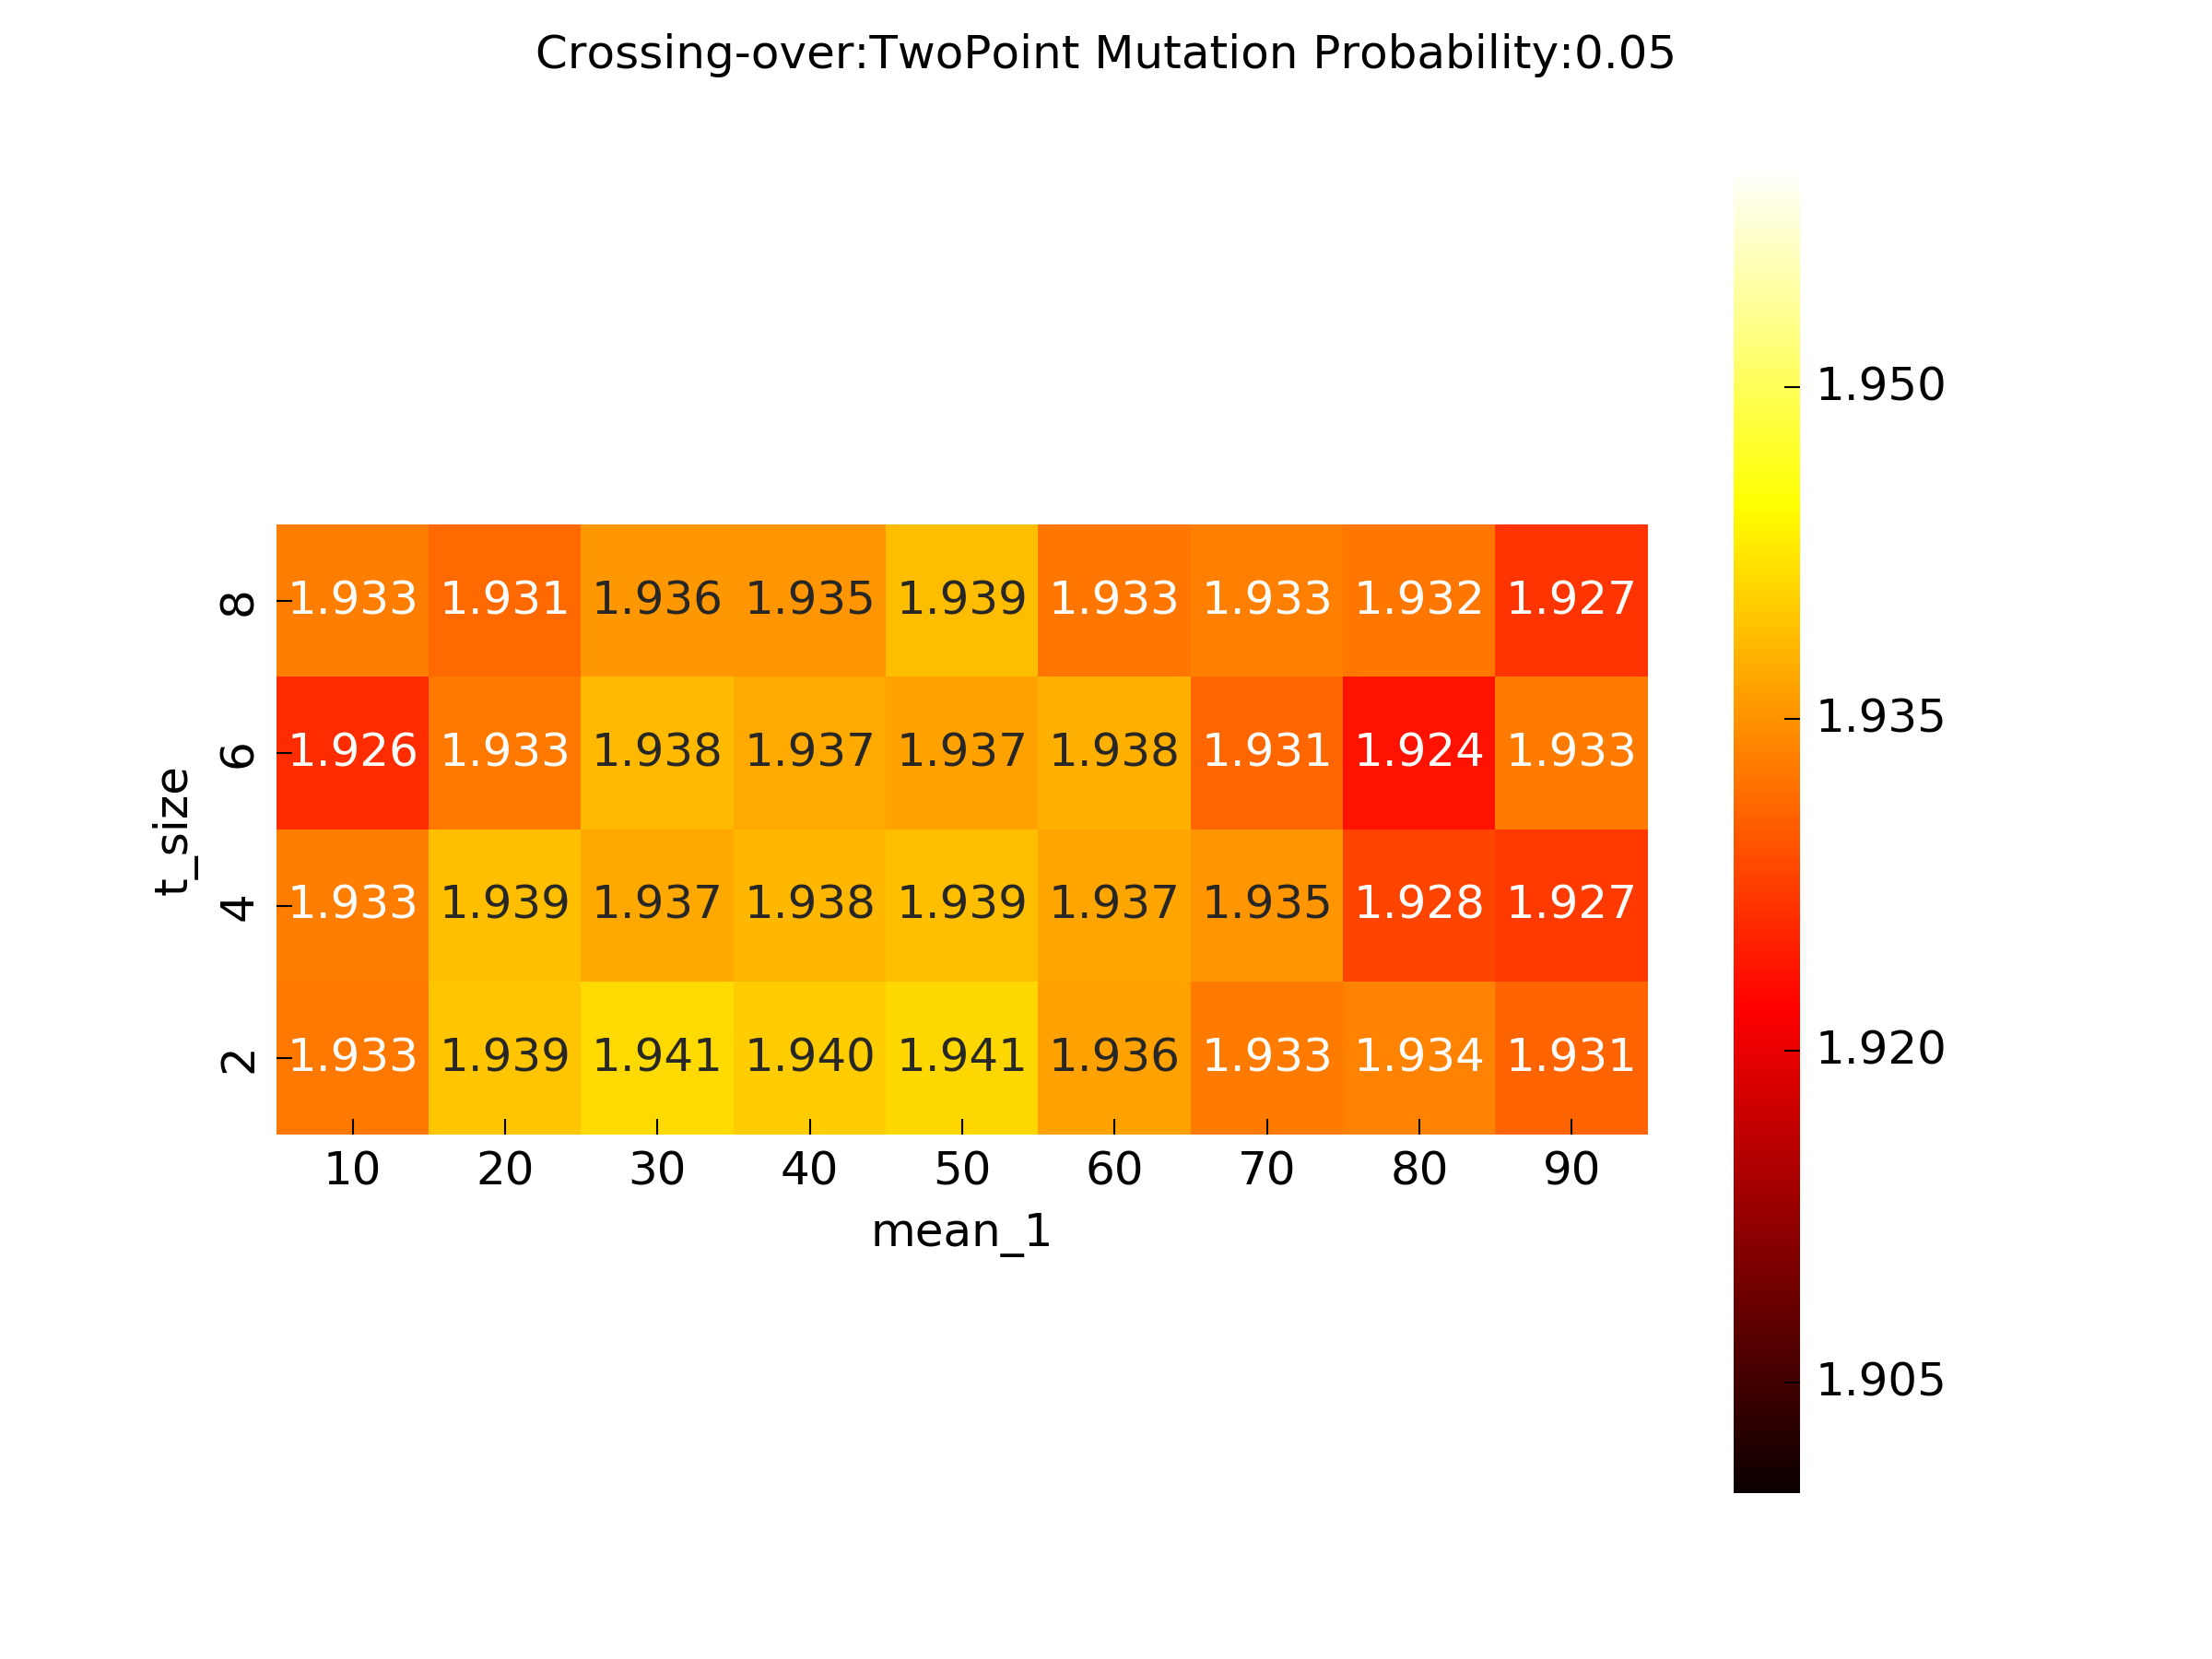 Crossing-over:TwoPoint Mutation Probability:0.05
1.950
1.935
1.920
1.905
t_size
8 1.933 1.931 1.936 1.935 1.939 1.933 1.933 1.932 1.927
6 1.926 1.933 1.938 1.937 1.937 1.938 1.931 1.924 1.933
4 1.933 1.939 1.937 1.938 1.939 1.937 1.935 1.928 1.927
2 1.933 1.939 1.941 1.940 1.941 1.936 1.933 1.934 1.931
10 20 30 40 50 60 70 80 90
mean_1